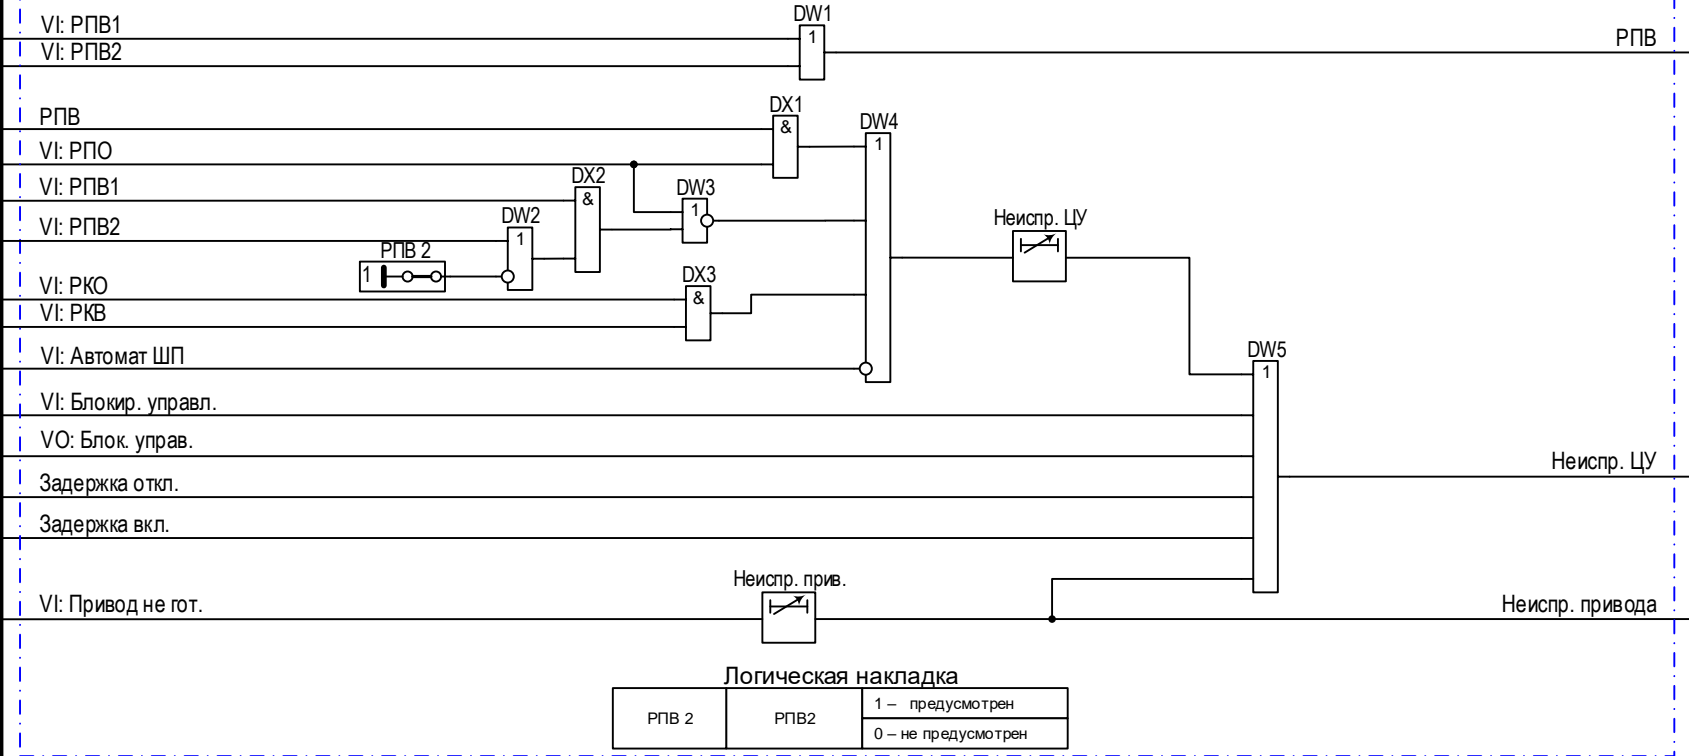 DW1
VI: РПВ1
1
РПВ
VI: РПВ2
DX1
РПВ
&
DW4
1
VI: РПО
DX2
VI: РПВ1
&
DW3
1
DW2
VI: РПВ2
1
Неиспр. ЦУ
РПВ 2
1
DX3
VI: РКО
&
VI: РКВ
VI: Автомат ШП
DW5
1
VI: Блокир. управл.
VO: Блок. управ.
Неиспр. ЦУ
Задержка откл.
Задержка вкл.
Неиспр. прив.
VI: Привод не гот.
Неиспр. привода
Логическая накладка
РПВ 2
РПВ2
1 – предусмотрен
0 – не предусмотрен